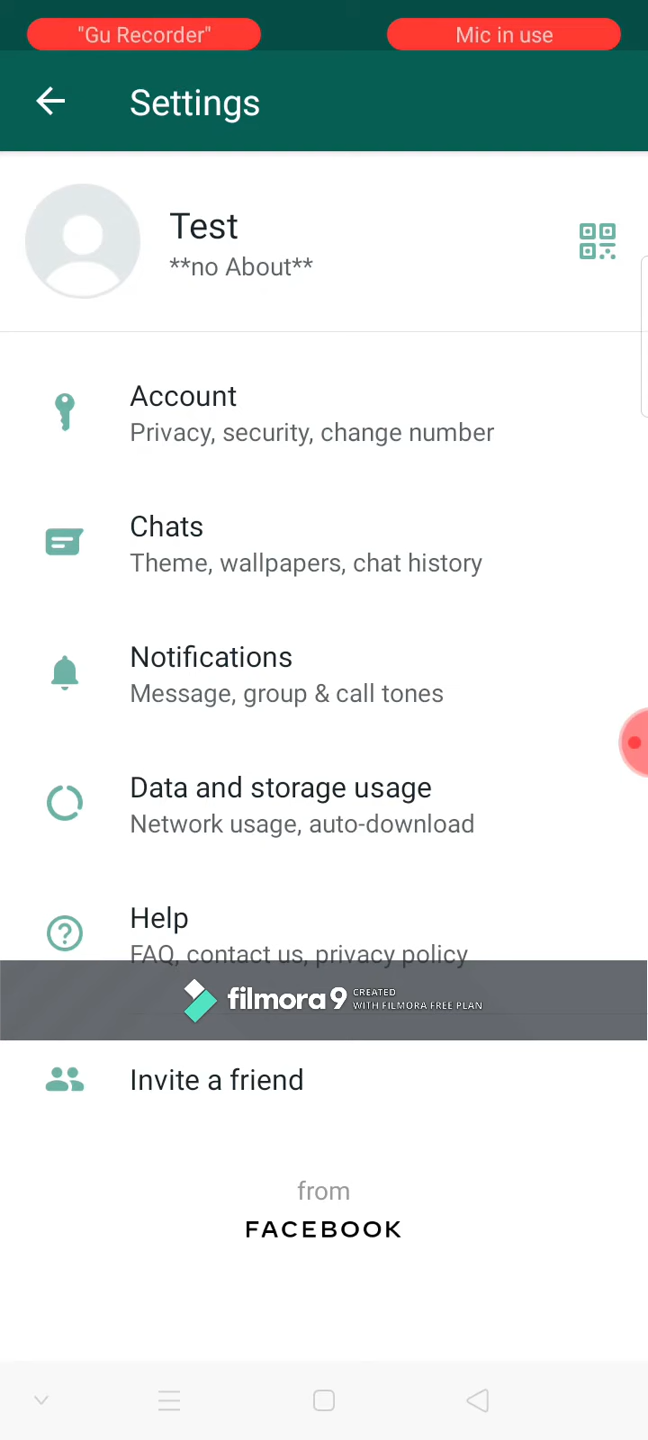 "Gu Recorder" Mic in use
Settings
Test
**no About**
Account
Privacy, security, change number
Chats
Theme, wallpapers, chat history
Notifications
Message, group & call tones
Data and storage usage
Network usage, auto-download
Help
FAQ, contact us, privacy policy
filmora9 CREATED
WITH FILMORA FREE PLAN
Invite a friend
from
FACEBOOK